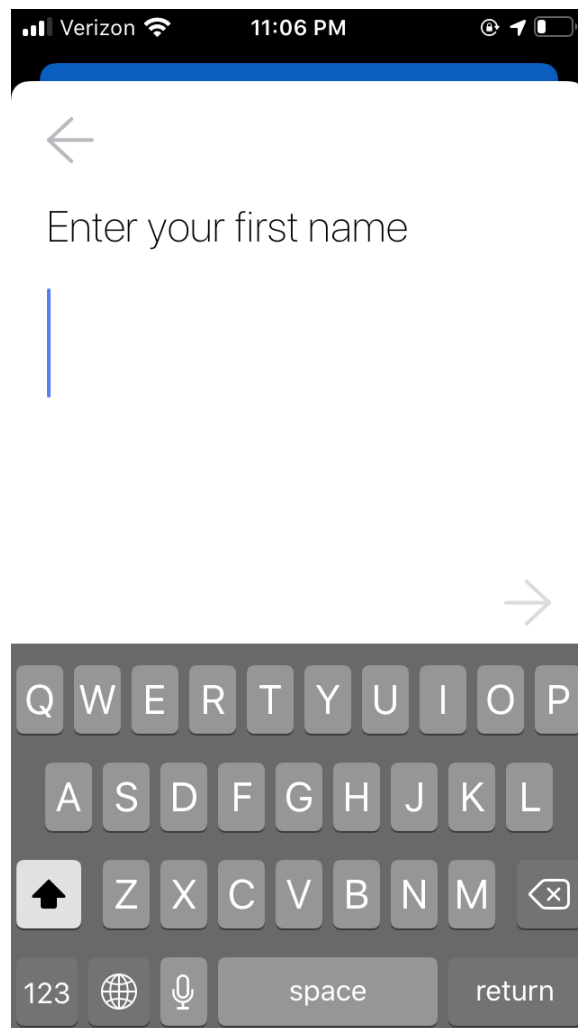 Verizon 11:06 PM
Enter your first name
Q W E R T Y U I O P
A S D F G H J K L
Z X C V B N M
123 space return